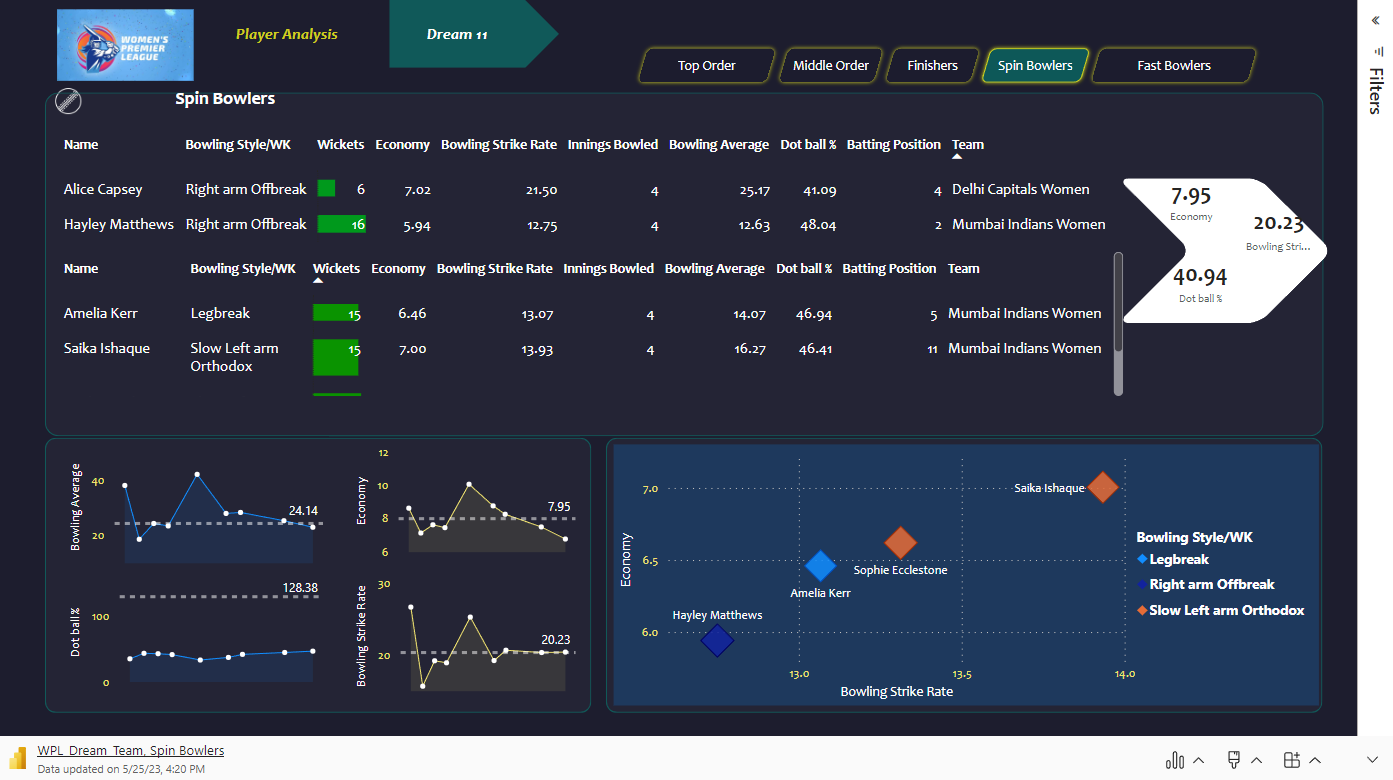 WOMEN'S
PREMIER
LEAGUE
Player Analysis
Dream 11
Top Order
Middle Order
Finishers
Spin Bowlers
Fast Bowlers
Filters
Spin Bowlers
Name Bowling Style/WK Wickets Economy Bowling Strike Rate Innings Bowled Bowling Average Dot ball % Batting Position Team
Alice Capsey Right arm Offbreak 6 7.02 21.50 4 25.17 41.09 4 Delhi Capitals Women
Hayley Matthews Right arm Offbreak 16 5.94 12.75 4 12.63 48.04 2 Mumbai Indians Women
Name Bowling Style/WK Wickets Economy Bowling Strike Rate Innings Bowled Bowling Average Dot ball % Batting Position Team
Amelia Kerr Legbreak 15 6.46 13.07 4 14.07 46.94 5 Mumbai Indians Women
Saika Ishaque Slow Left arm 15 7.00 13.93 4 16.27 46.41 11 Mumbai Indians Women
Orthodox
7.95
Economy
20.23
Bowling Stri...
40.94
Dot ball %
Bowling Average
40
20
24.14
Economy
12
10
8
6
7.95
Dot ball%
100
0
128.38
Bowling Strike Rate
30
20
20.23
Economy
7.0
6.5
6.0
Saika Ishaque
Sophie Ecclestone
Amelia Kerr
Hayley Matthews
13.0
13.5
14.0
Bowling Strike Rate
Bowling Style/WK
Legbreak
Right arm Offbreak
Slow Left arm Orthodox
WPL_Dream_Team, Spin Bowlers
Data updated on 5/25/23, 4:20 PM